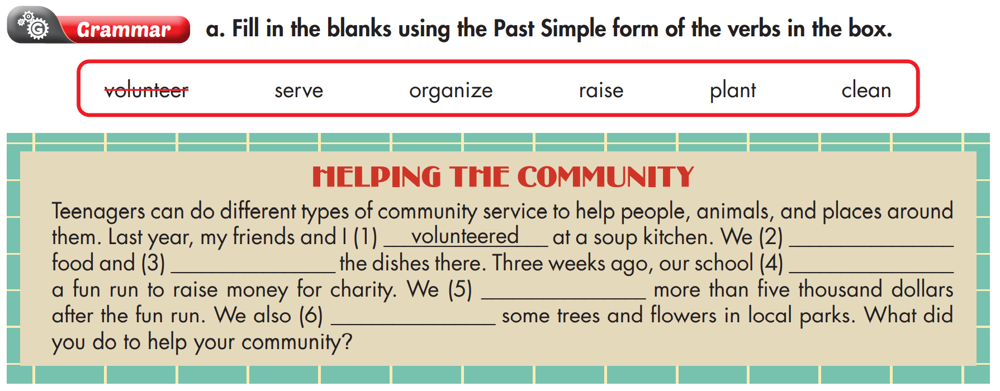 G Grammar a. Fill in the blanks using the Past Simple form of the verbs in the box.
volunteer serve organize raise plant clean
HELPING THE COMMUNITY
Teenagers can do different types of community service to help people, animals, and places around
them. Last year, my friends and I (1) volunteered at a soup kitchen. We (2) ____________
food and (3) ____________ the dishes there. Three weeks ago, our school (4) ____________
a fun run to raise money for charity. We (5) ____________ more than five thousand dollars
after the fun run. We also (6) ____________ some trees and flowers in local parks. What did
you do to help your community?